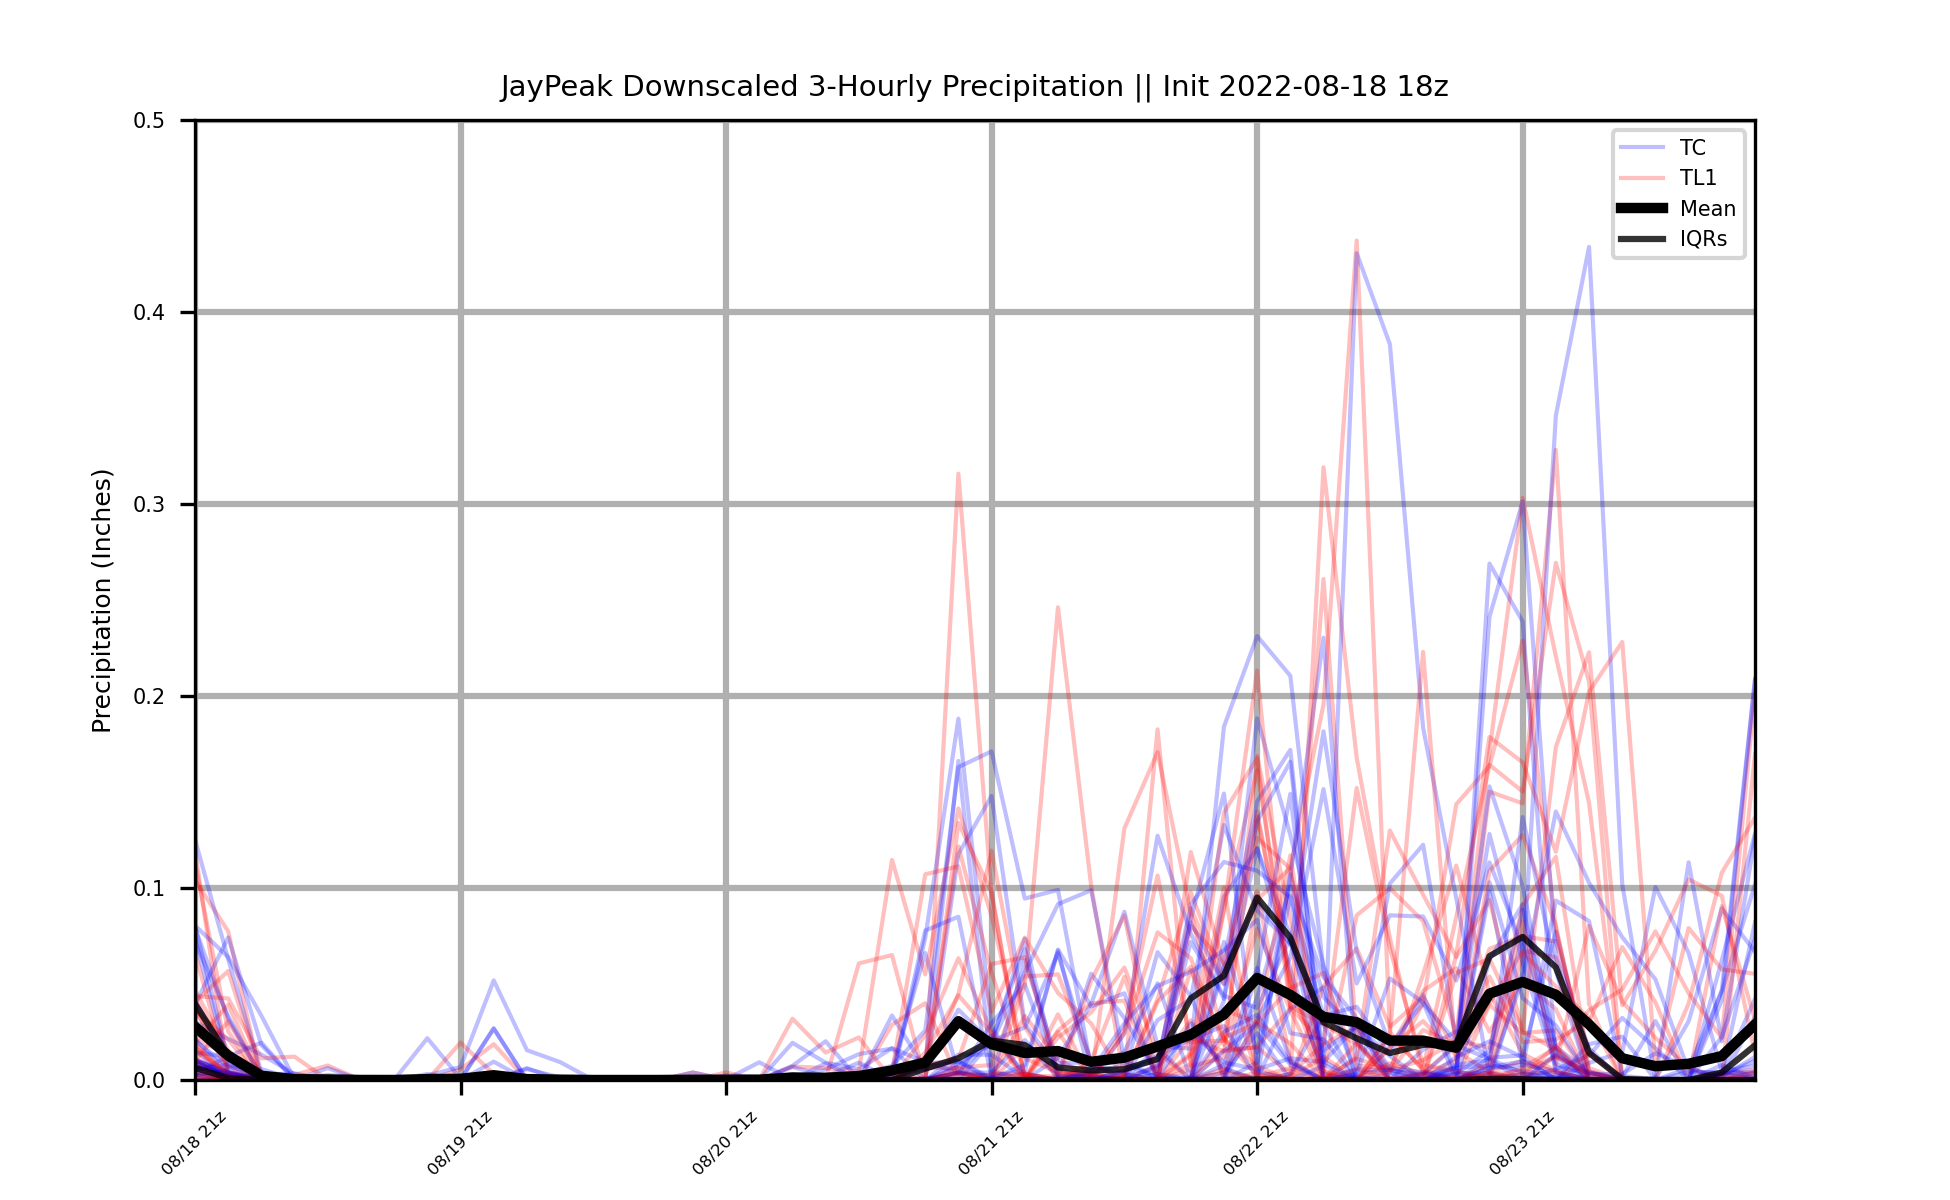 JayPeak Downscaled 3-Hourly Precipitation || Init 2022-08-18 18z
Precipitation (Inches)
0.5
0.4
0.3
0.2
0.1
0.0
TC
TL1
Mean
IQRs
08/18 21z
08/19 21z
08/20 21z
08/21 21z
08/22 21z
08/23 21z